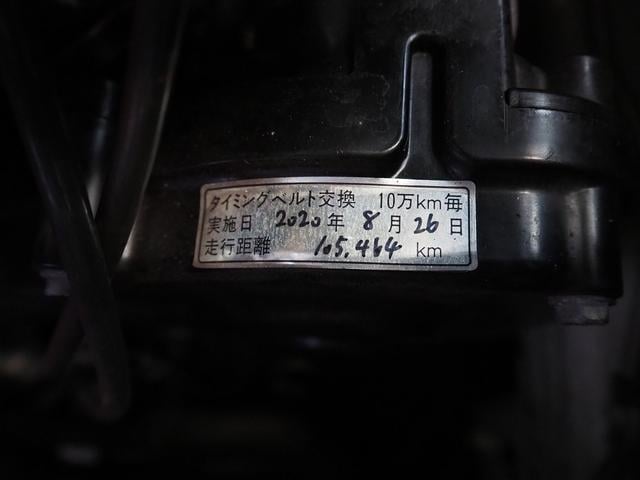 タイミングベルト交換 10万km毎
実施日 2020年 8月 26日
走行距離 105.464 km